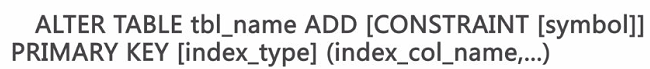 ALTER TABLE tbl_name ADD [CONSTRAINT [symbol]]
PRIMARY KEY [index_type] (index_col_name,...)